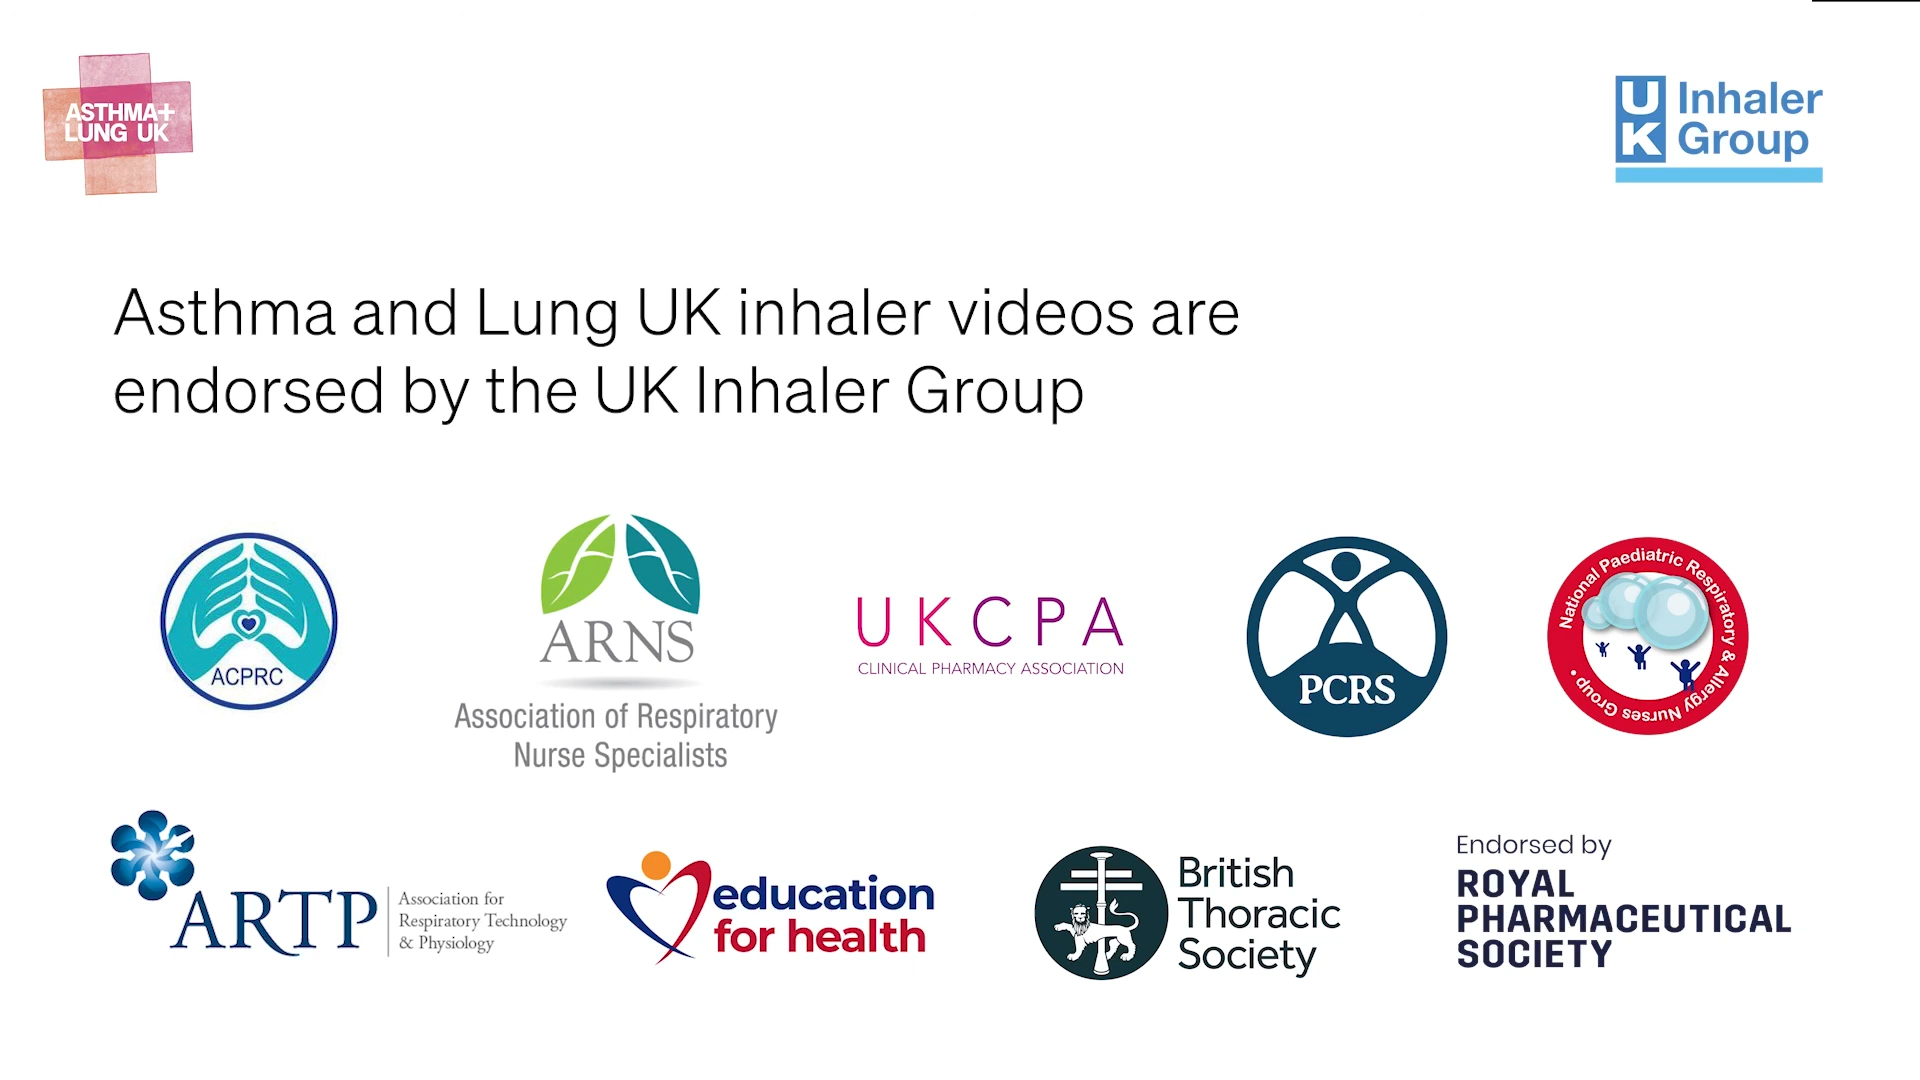 ASTHMA+
LUNG UK
UK
Inhaler
Group
Asthma and Lung UK inhaler videos are
endorsed by the UK Inhaler Group
ACPRC
ARNS
Association of Respiratory
Nurse Specialists
UKCPA
CLINICAL PHARMACY ASSOCIATION
PCRS
National Paediatric Respiratory & Allergy Nurses Group •
ARTP
Association for
Respiratory Technology
& Physiology
education
for health
British
Thoracic
Society
Endorsed by
ROYAL
PHARMACEUTICAL
SOCIETY